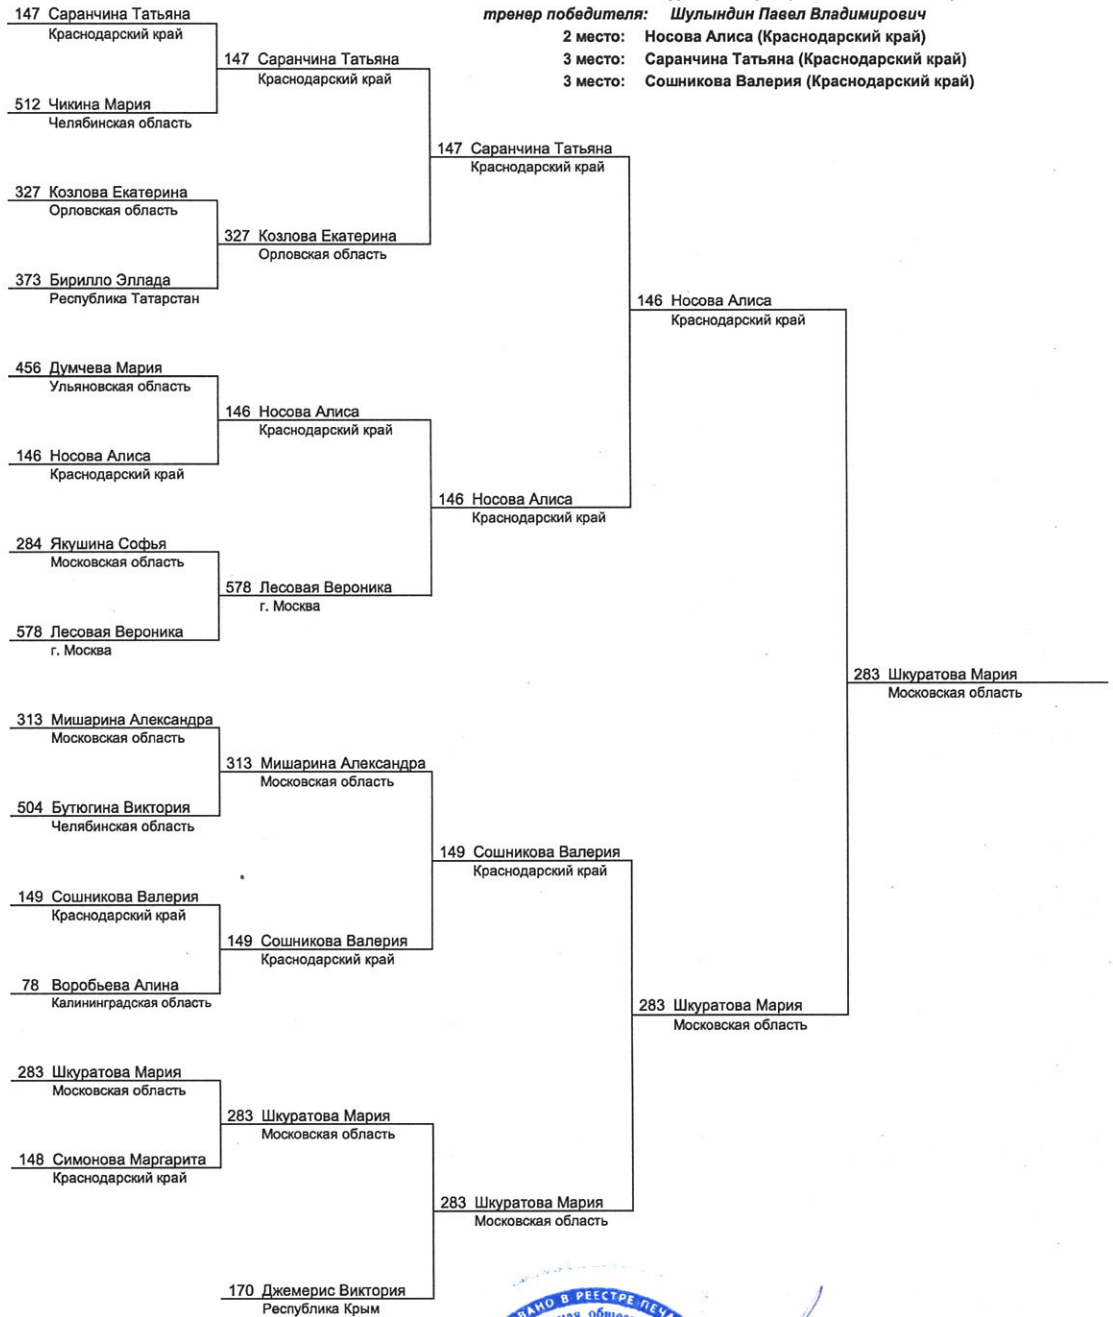 тренер победителя: Шулындин Павел Владимирович
2 место: Носова Алиса (Краснодарский край)
3 место: Саранчина Татьяна (Краснодарский край)
3 место: Сошникова Валерия (Краснодарский край)
147 Саранчина Татьяна
Краснодарский край
512 Чикина Мария
Челябинская область
327 Козлова Екатерина
Орловская область
373 Бирилло Эллада
Республика Татарстан
456 Думчева Мария
Ульяновская область
146 Носова Алиса
Краснодарский край
284 Якушина Софья
Московская область
578 Лесовая Вероника
г. Москва
313 Мишарина Александра
Московская область
504 Бутюгина Виктория
Челябинская область
149 Сошникова Валерия
Краснодарский край
78 Воробьева Алина
Калининградская область
283 Шкуратова Мария
Московская область
148 Симонова Маргарита
Краснодарский край
147 Саранчина Татьяна
Краснодарский край
327 Козлова Екатерина
Орловская область
146 Носова Алиса
Краснодарский край
578 Лесовая Вероника
г. Москва
313 Мишарина Александра
Московская область
149 Сошникова Валерия
Краснодарский край
283 Шкуратова Мария
Московская область
170 Джемерис Виктория
Республика Крым
147 Саранчина Татьяна
Краснодарский край
146 Носова Алиса
Краснодарский край
149 Сошникова Валерия
Краснодарский край
283 Шкуратова Мария
Московская область
146 Носова Алиса
Краснодарский край
283 Шкуратова Мария
Московская область
283 Шкуратова Мария
Московская область
В РЕЕСТРЕ